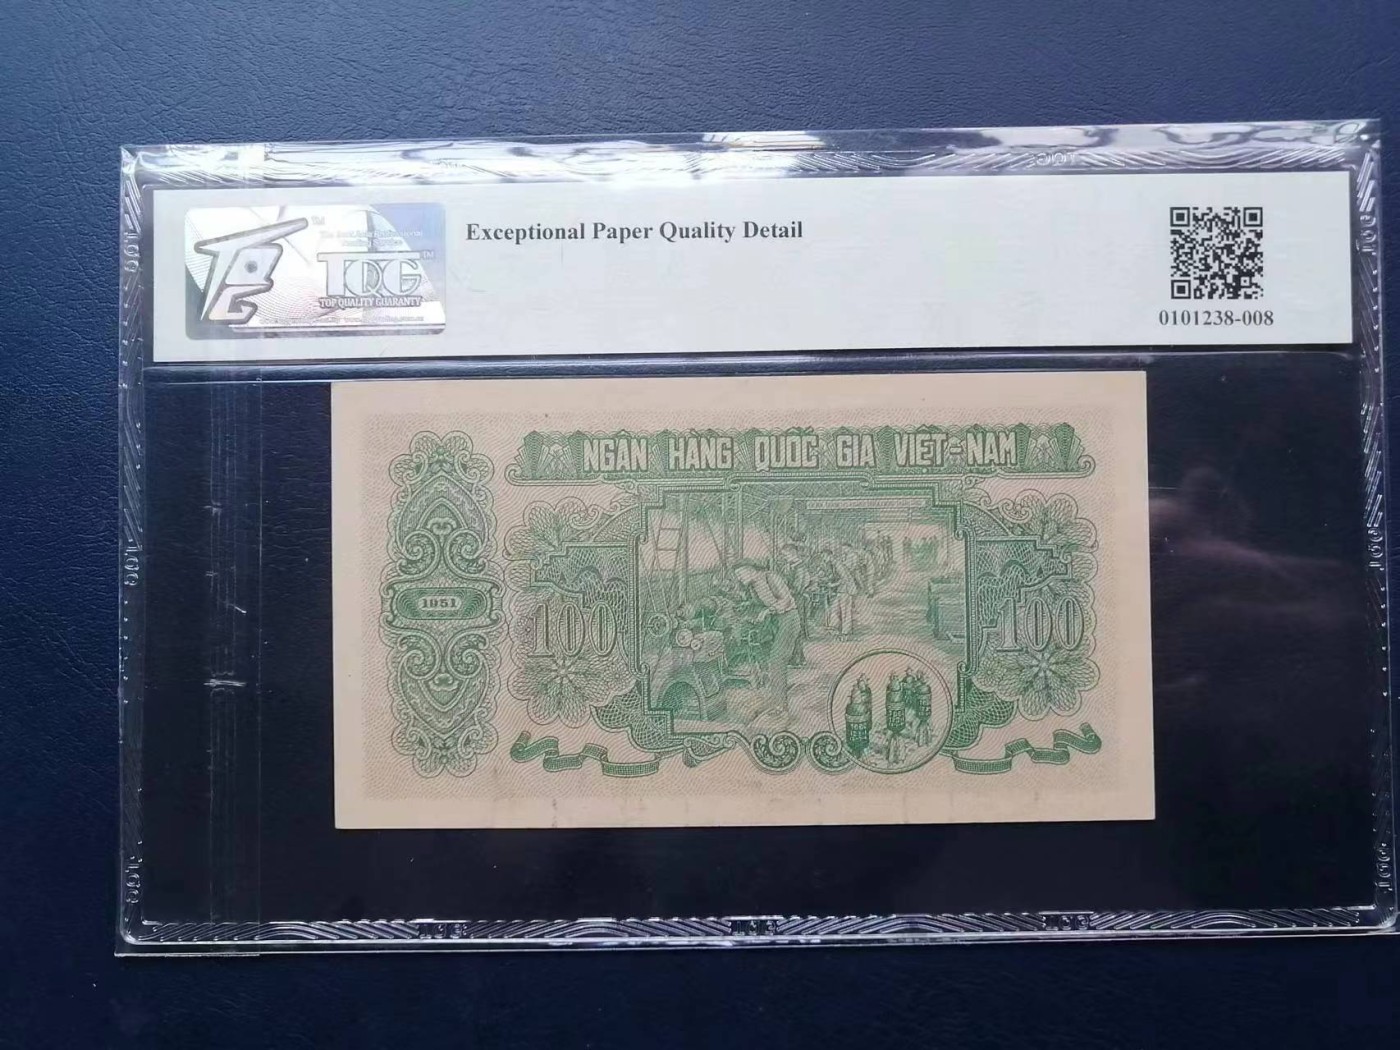 TQG
TOP QUALITY GUARANTY
Exceptional Paper Quality Detail
0101238-008
NGÂN HÀNG QUỐC GIA VIỆT-NAM
1951
100
100